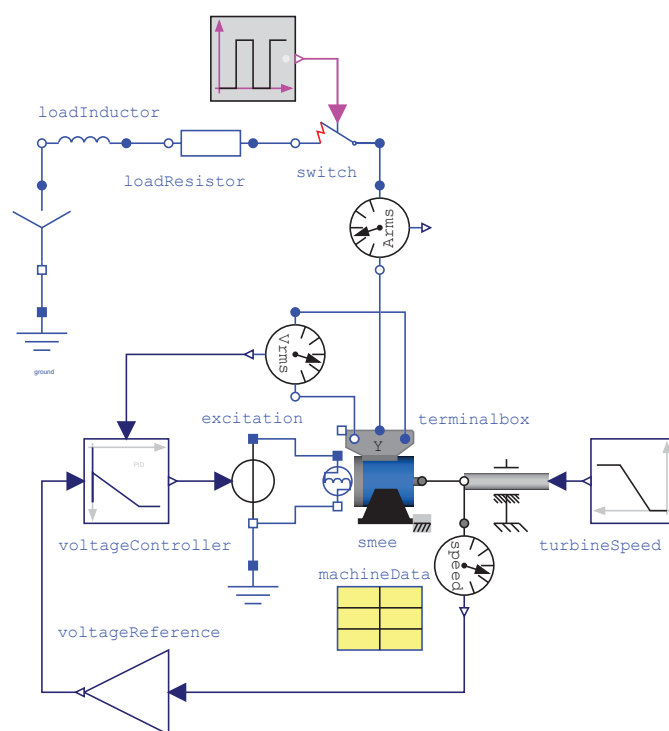 loadInductor
loadResistor
switch
Arms
Vrms
ground
excitation
terminalbox
Y
PID
voltageController
smee
speed
turbineSpeed
machineData
voltageReference